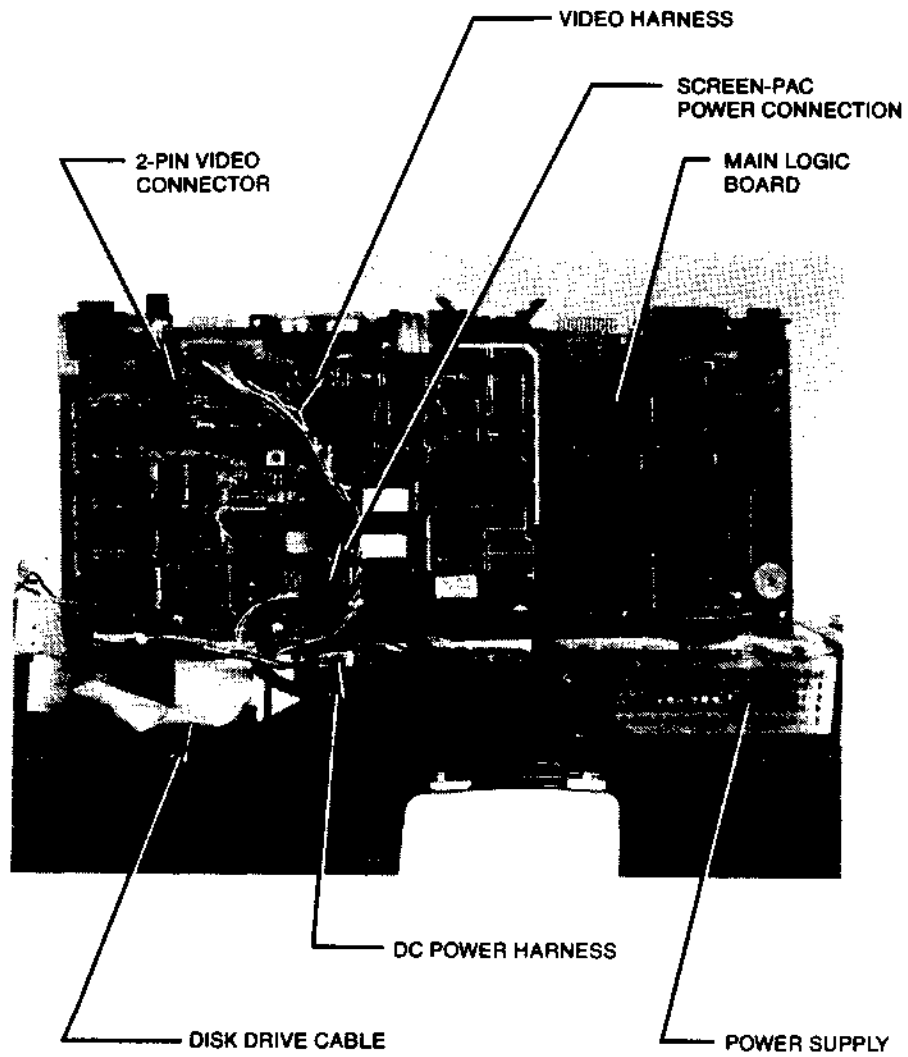 VIDEO HARNESS
SCREEN-PAC
POWER CONNECTION
2-PIN VIDEO
CONNECTOR
MAIN LOGIC
BOARD
DC POWER HARNESS
DISK DRIVE CABLE
POWER SUPPLY